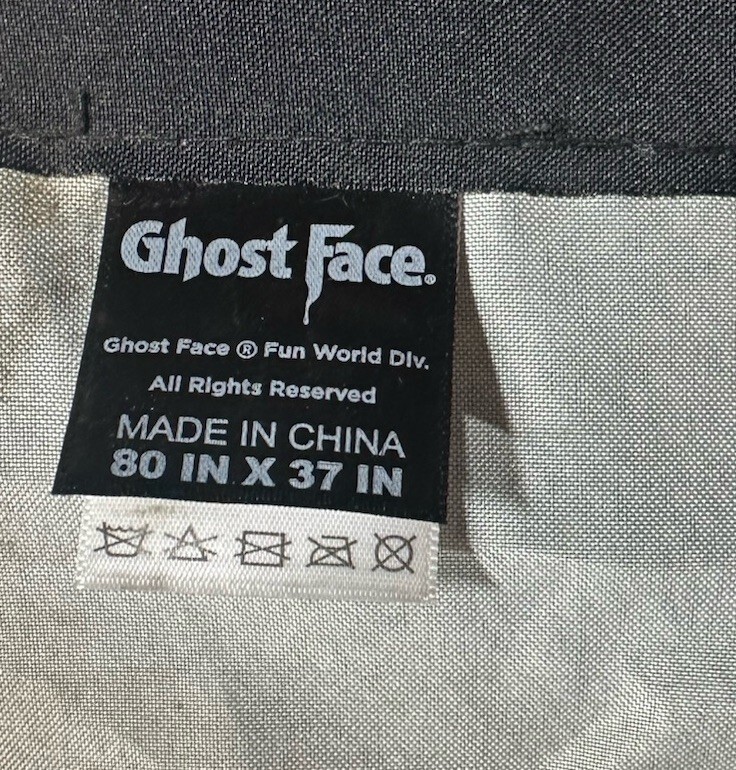 Ghost Face®
Ghost Face ® Fun World Div.
All Rights Reserved
MADE IN CHINA
80 IN X 37 IN